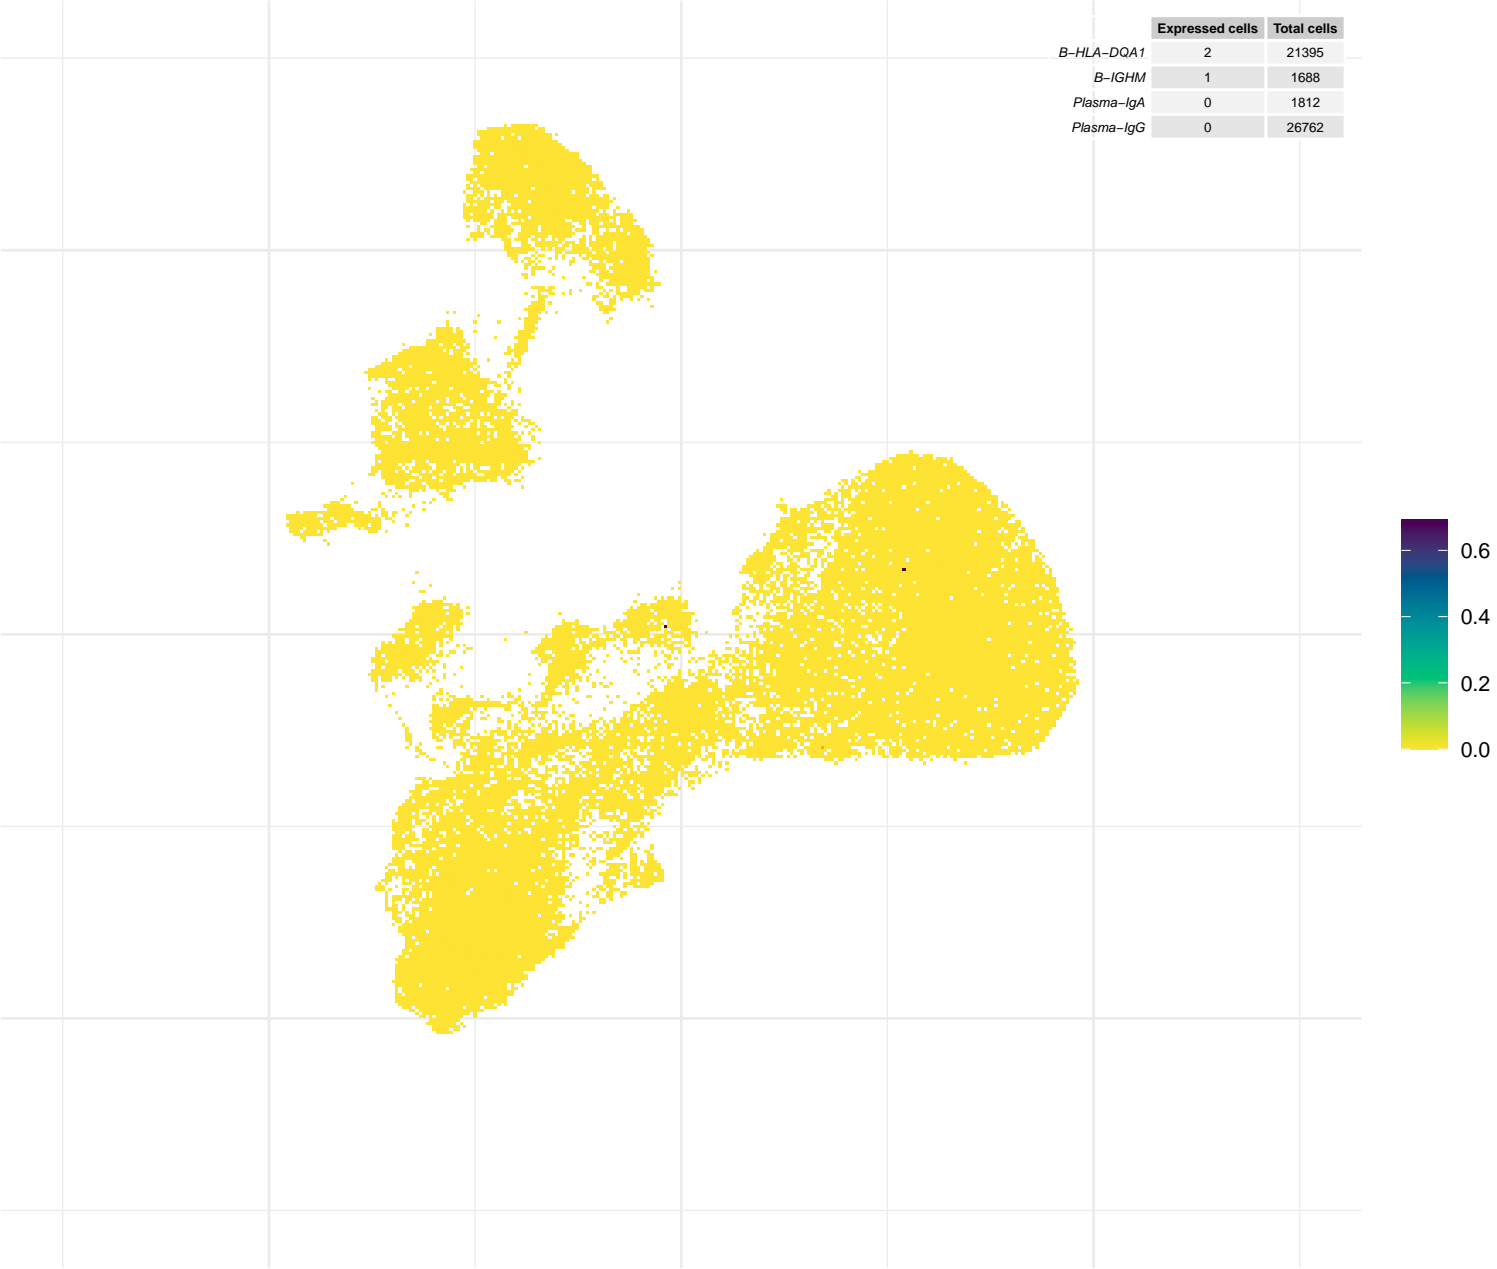 Expressed cells Total cells
B−HLA−DQA1 2 21395
B−IGHM 1 1688
Plasma−IgA 0 1812
Plasma−IgG 0 26762
0.6
0.4
0.2
0.0